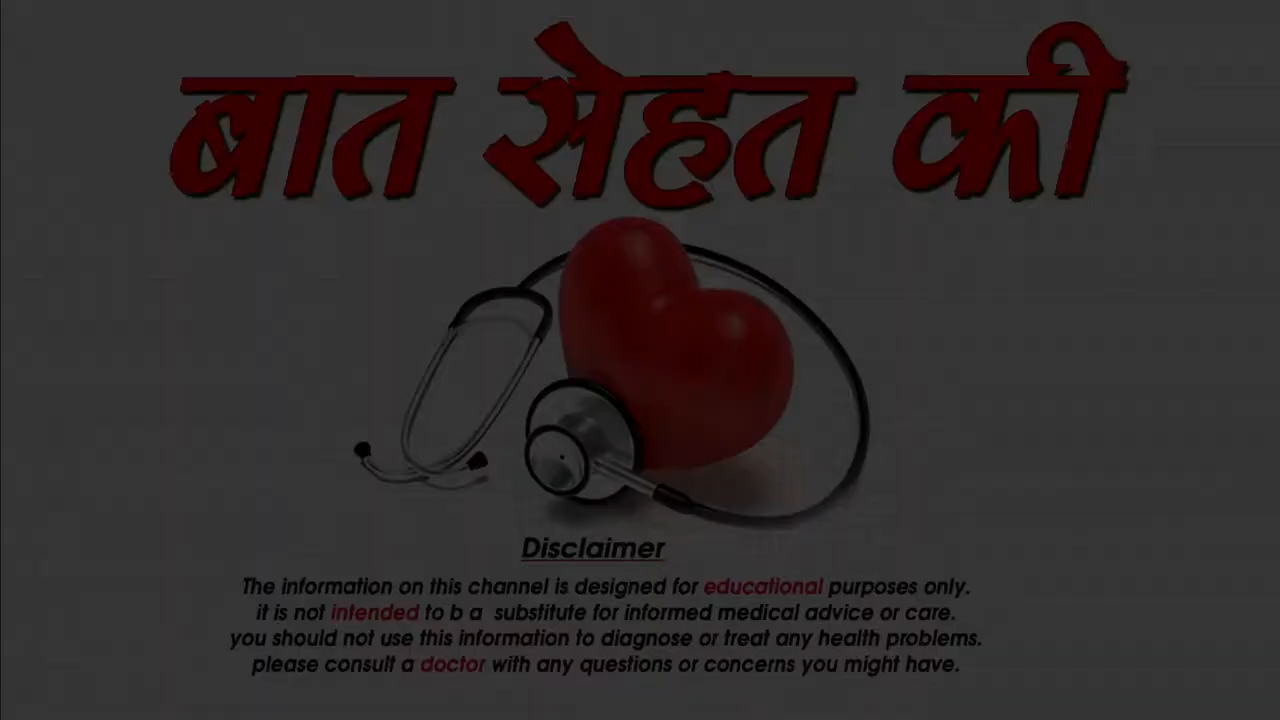 बात सेहत की
Disclaimer
The information on this channel is designed for educational purposes only.
it is not intended to b a substitute for informed medical advice or care.
you should not use this information to diagnose or treat any health problems.
please consult a doctor with any questions or concerns you might have.